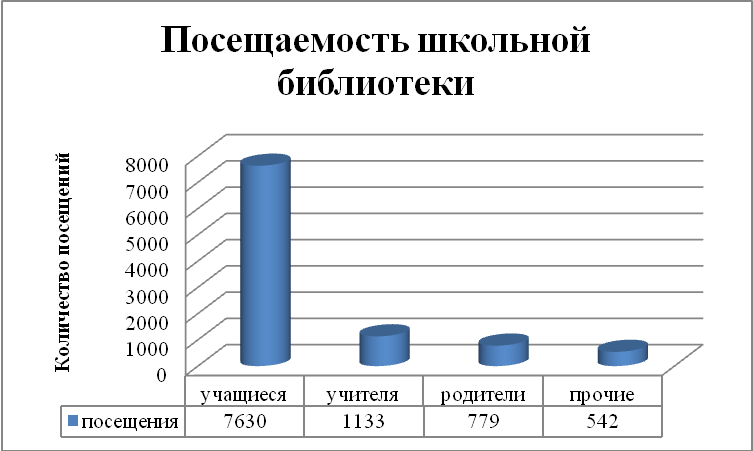 Посещаемость школьной
библиотеки
Количество посещений
8000
7000
6000
5000
4000
3000
2000
1000
0
учащиеся учителя родители прочие
посещения 7630 1133 779 542